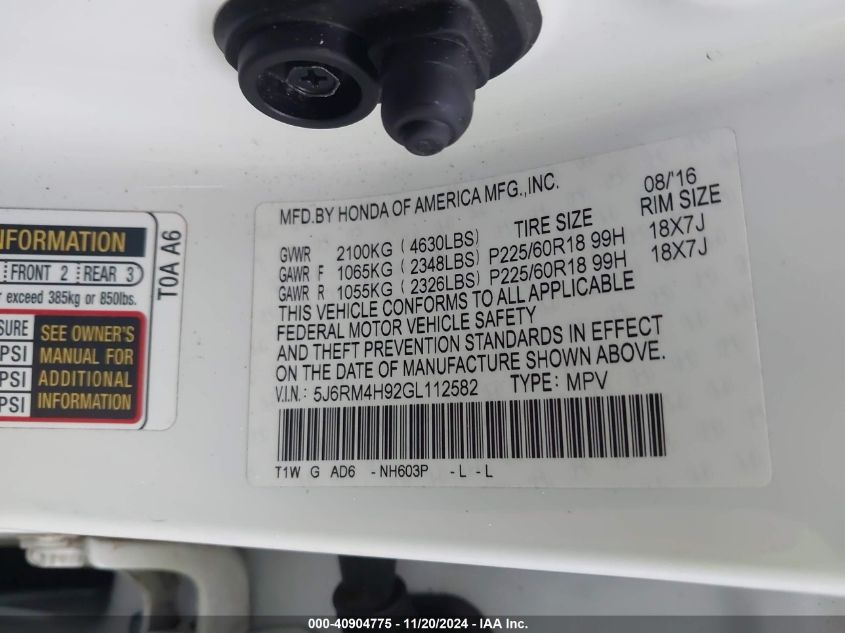 MFD.BY HONDA OF AMERICA MFG.,INC. 08/'16
TIRE SIZE RIM SIZE
GVWR 2100KG ( 4630LBS)
GAWR F 1065KG ( 2348LBS) P225/60R18 99H 18X7J
GAWR R 1055KG ( 2326LBS) P225/60R18 99H 18X7J
THIS VEHICLE CONFORMS TO ALL APPLICABLE
FEDERAL MOTOR VEHICLE SAFETY
AND THEFT PREVENTION STANDARDS IN EFFECT
ON THE DATE OF MANUFACTURE SHOWN ABOVE.
V.I.N.: 5J6RM4H92GL112582 TYPE: MPV
T1W G AD6 -NH603P -L -L
NFORMATION
FRONT 2 REAR 3
r exceed 385kg or 850lbs.
T0A A6
SURE
PSI
PSI
PSI
SEE OWNER'S
MANUAL FOR
ADDITIONAL
INFORMATION
000-40904775 — 11/20/2024 — IAA Inc.